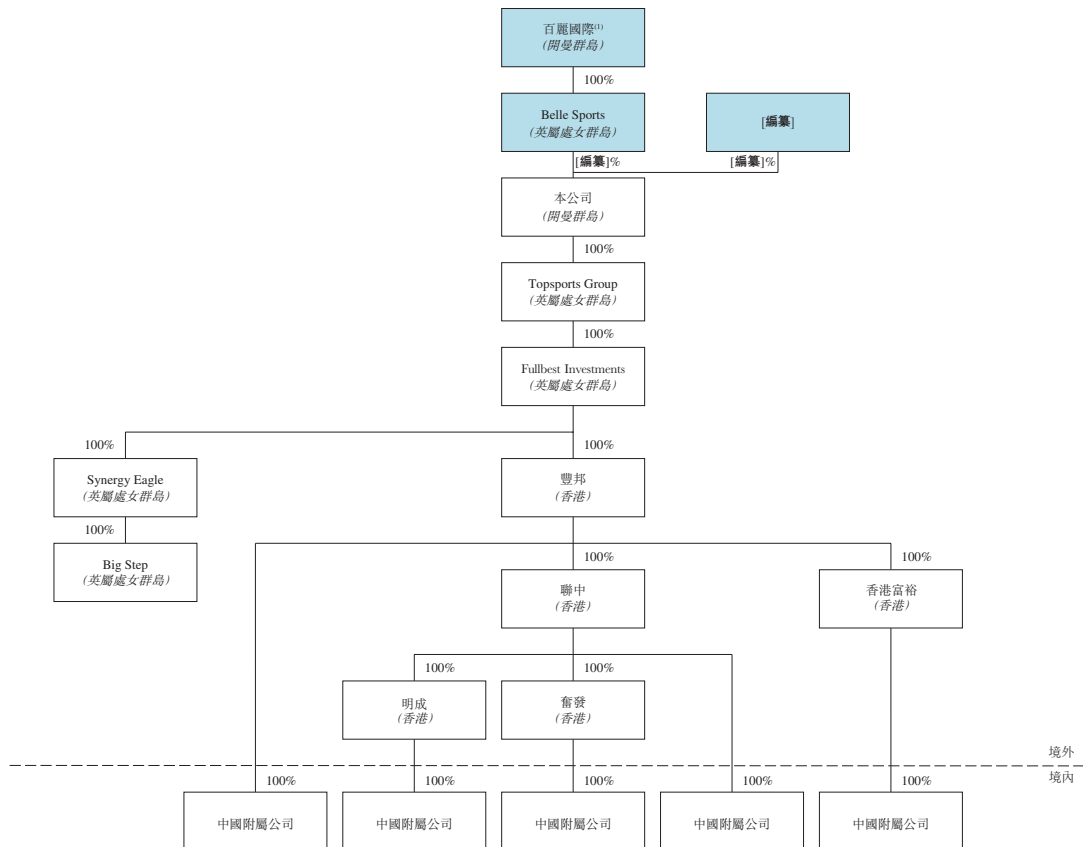 百麗國際(1)
(開曼群島)
100%
Belle Sports
(英屬處女群島)
[編纂]
[編纂]%
[編纂]%
本公司
(開曼群島)
100%
Topsports Group
(英屬處女群島)
100%
Fullbest Investments
(英屬處女群島)
100%
100%
Synergy Eagle
(英屬處女群島)
豐邦
(香港)
100%
Big Step
(英屬處女群島)
100%
100%
聯中
(香港)
香港富裕
(香港)
100%
100%
明成
(香港)
奮發
(香港)
境外
境內
100%
100%
100%
100%
100%
中國附屬公司
中國附屬公司
中國附屬公司
中國附屬公司
中國附屬公司